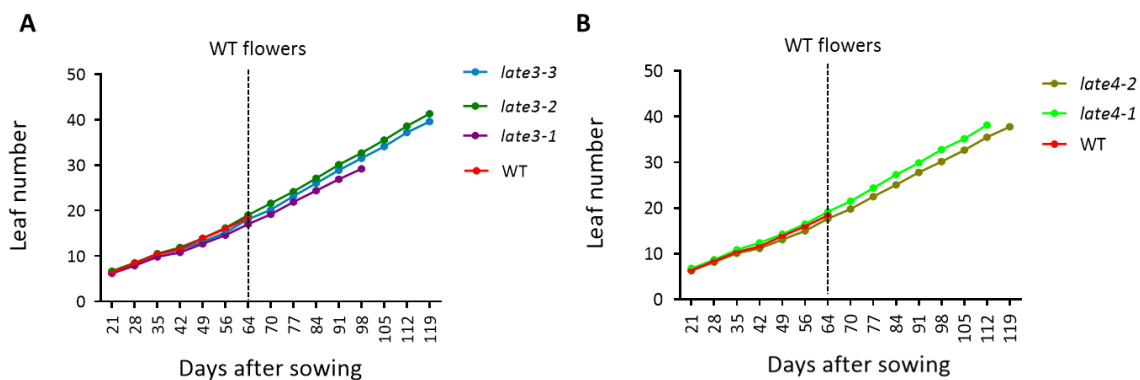 A
WT flowers
Leaf number
50
40
30
20
10
0
21 28 35 42 49 56 64 70 77 84 91 98 105 112 119
Days after sowing
late3-3
late3-2
late3-1
WT
B
WT flowers
Leaf number
50
40
30
20
10
0
21 28 35 42 49 56 64 70 77 84 91 98 105 112 119
Days after sowing
late4-2
late4-1
WT